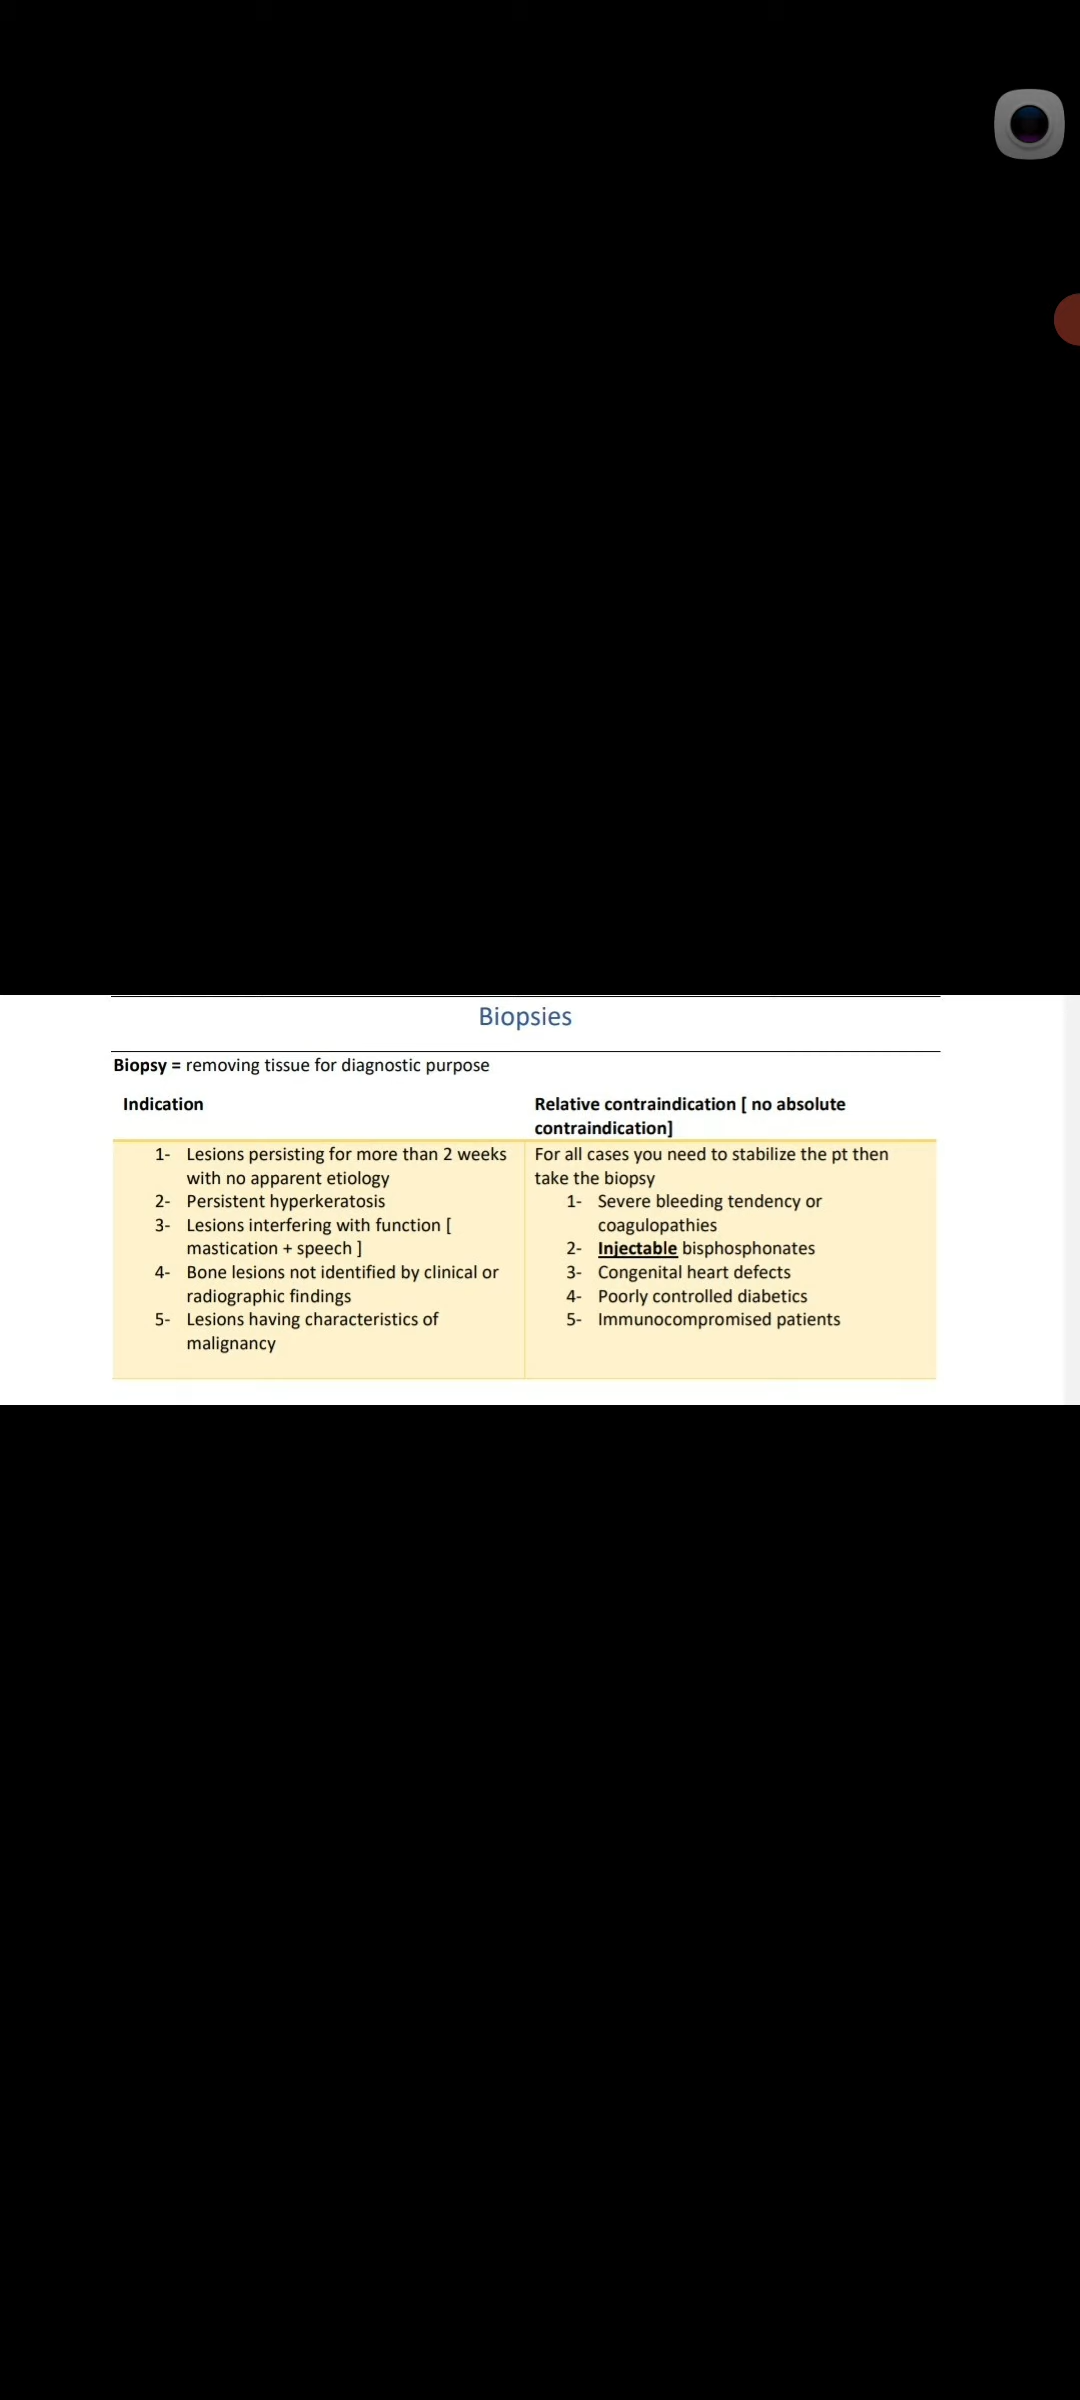 Biopsies
Biopsy = removing tissue for diagnostic purpose
Indication
1- Lesions persisting for more than 2 weeks
with no apparent etiology
2- Persistent hyperkeratosis
3- Lesions interfering with function [
mastication + speech ]
4- Bone lesions not identified by clinical or
radiographic findings
5- Lesions having characteristics of
malignancy
Relative contraindication [ no absolute
contraindication]
For all cases you need to stabilize the pt then
take the biopsy
1- Severe bleeding tendency or
coagulopathies
2- Injectable bisphosphonates
3- Congenital heart defects
4- Poorly controlled diabetics
5- Immunocompromised patients